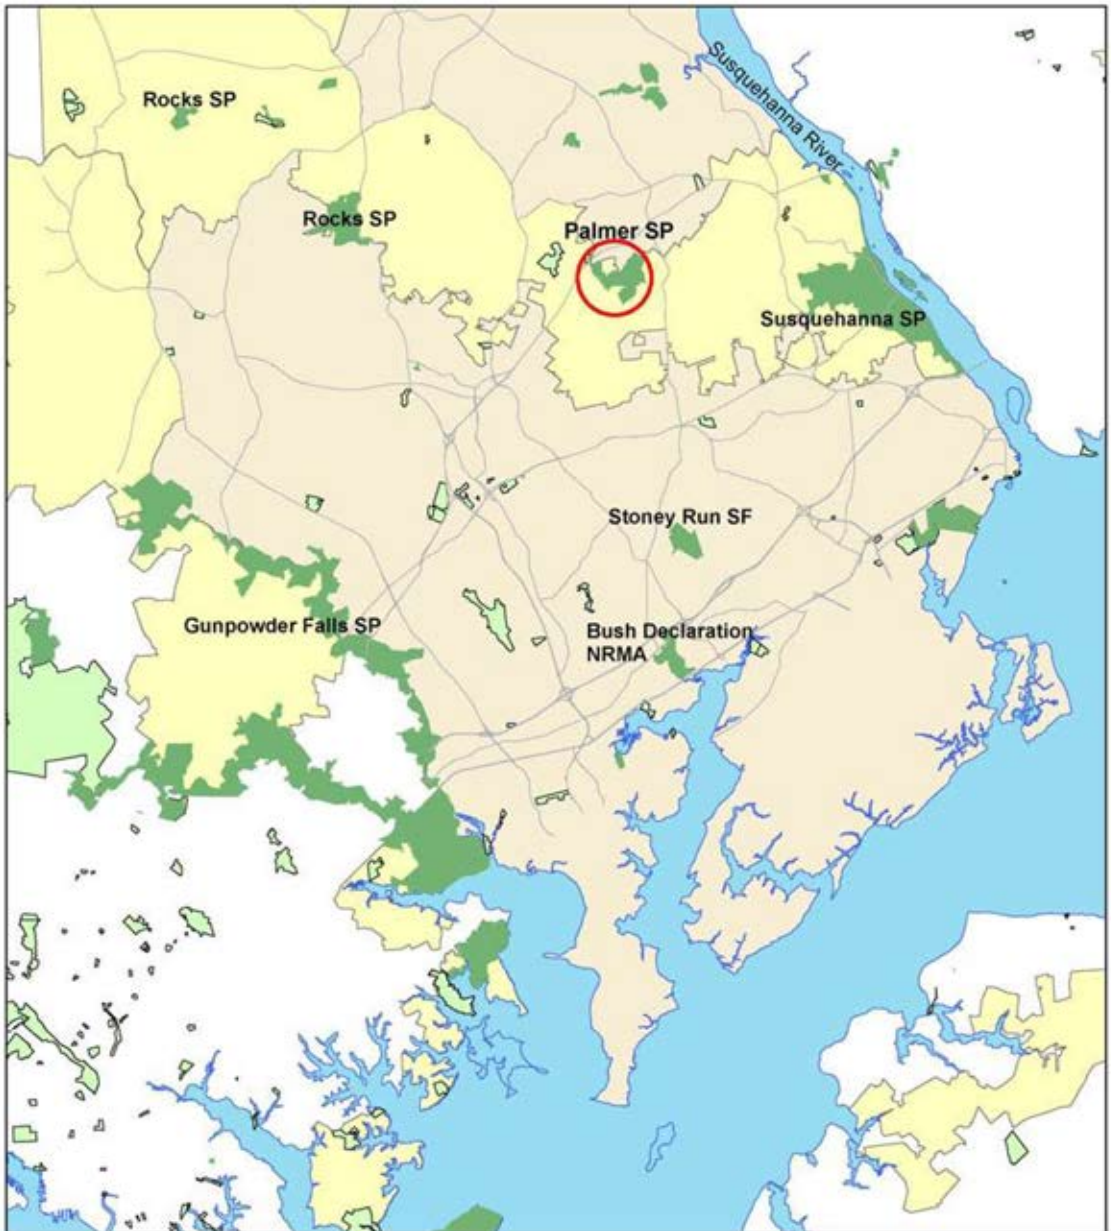 Susquehanna River
Rocks SP
Rocks SP
Palmer SP
Susquehanna SP
Stoney Run SF
Gunpowder Falls SP
Bush Declaration
NRMA